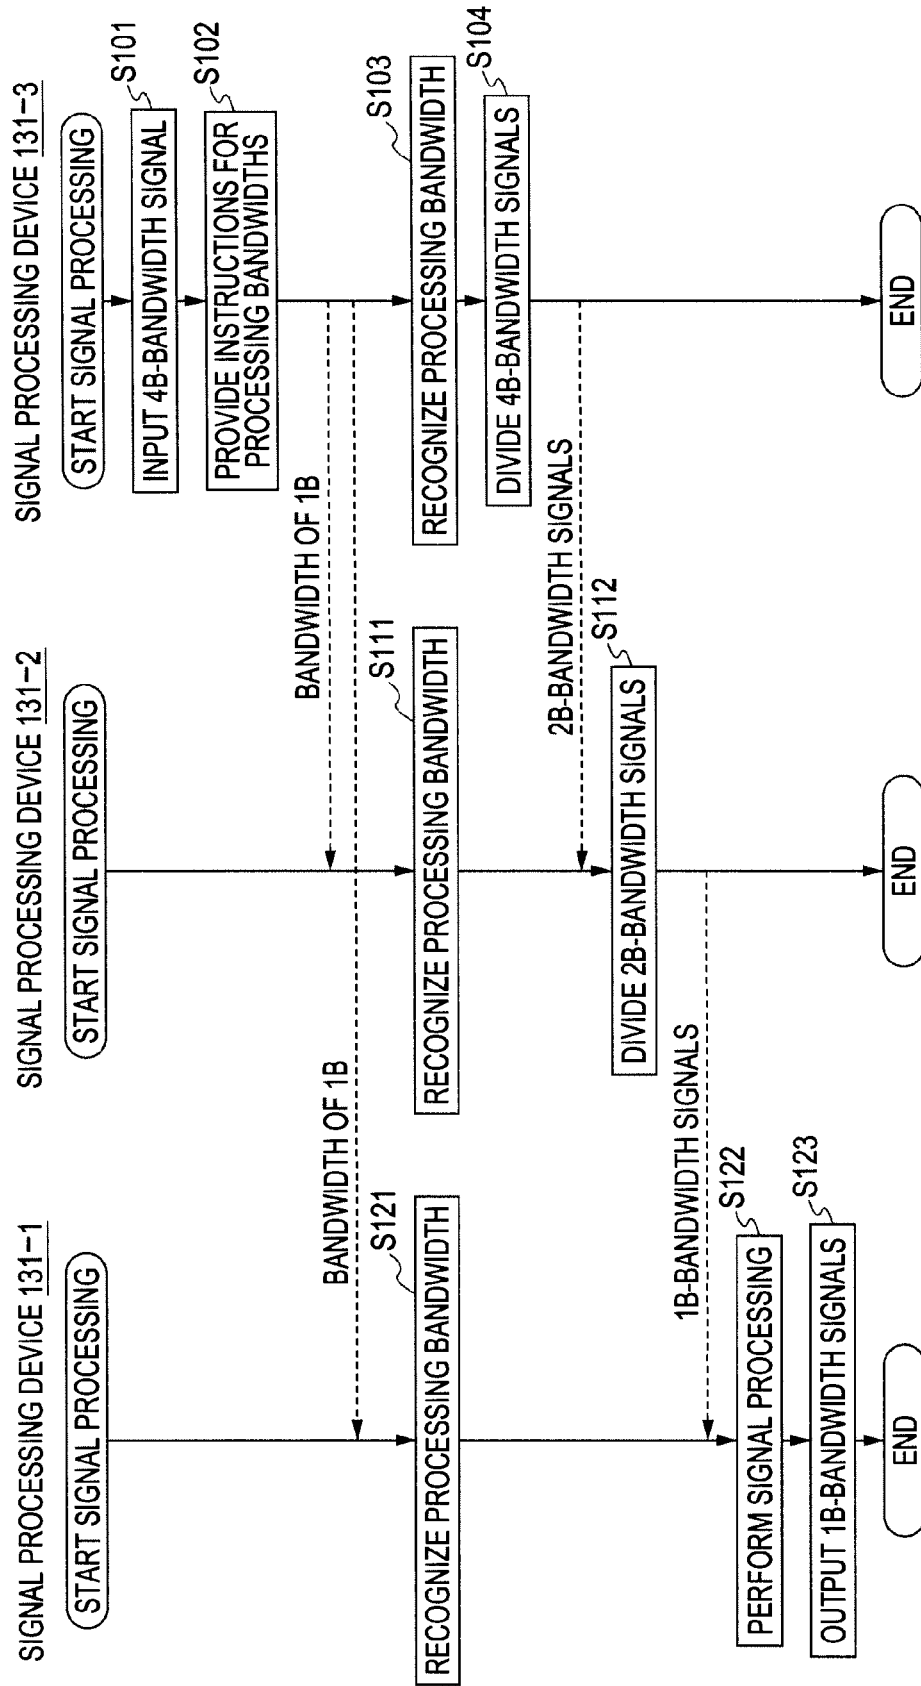 SIGNAL PROCESSING DEVICE 131-1
START SIGNAL PROCESSING
BANDWIDTH OF 1B
S121
RECOGNIZE PROCESSING BANDWIDTH
1B-BANDWIDTH SIGNALS
S122
PERFORM SIGNAL PROCESSING
S123
OUTPUT 1B-BANDWIDTH SIGNALS
END
SIGNAL PROCESSING DEVICE 131-2
START SIGNAL PROCESSING
BANDWIDTH OF 1B
S111
RECOGNIZE PROCESSING BANDWIDTH
2B-BANDWIDTH SIGNALS
S112
DIVIDE 2B-BANDWIDTH SIGNALS
END
SIGNAL PROCESSING DEVICE 131-3
START SIGNAL PROCESSING
S101
INPUT 4B-BANDWIDTH SIGNAL
S102
PROVIDE INSTRUCTIONS FOR
PROCESSING BANDWIDTHS
S103
RECOGNIZE PROCESSING BANDWIDTH
S104
DIVIDE 4B-BANDWIDTH SIGNALS
END